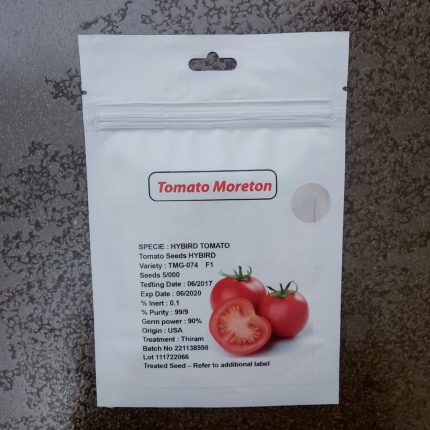 Tomato Moreton
SPECIE : HYBIRD TOMATO
Tomato Seeds HYBIRD
Variety : TMG-074 F1
Seeds 5/000
Testing Date : 06/2017
Exp Date : 06/2020
% Inert : 0.1
% Purity : 99/9
Germ power : 90%
Origin : USA
Treatment : Thiram
Batch No 221138598
Lot 111722066
Treated Seed – Refer to additional label